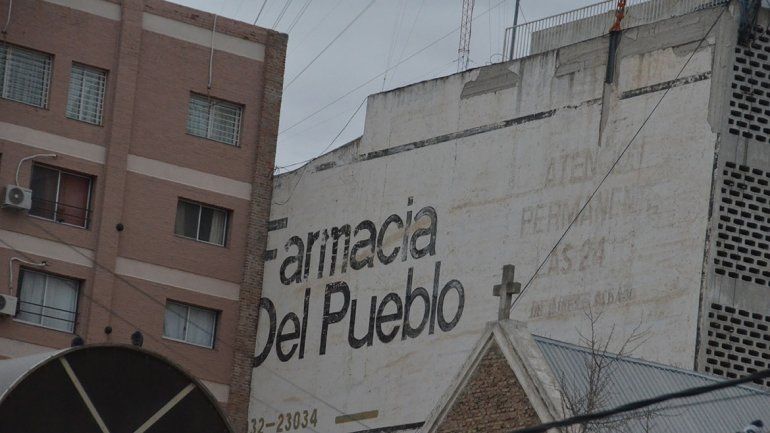 Farmacia
Del Pueblo
32-23034
ATENCION
PERMANENTE
LAS 24